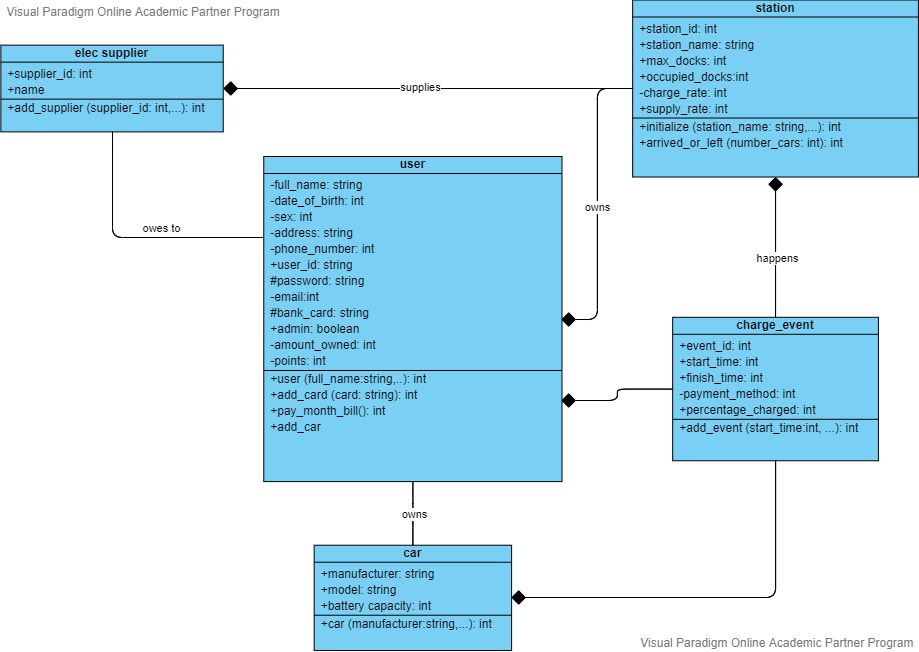 Visual Paradigm Online Academic Partner Program
station
+station_id: int
+station_name: string
+max_docks: int
+occupied_docks:int
-charge_rate: int
+supply_rate: int
+initialize (station_name: string,...): int
+arrived_or_left (number_cars: int): int
elec supplier
+supplier_id: int
+name
+add_supplier (supplier_id: int,...): int
supplies
user
-full_name: string
-date_of_birth: int
-sex: int
-address: string
-phone_number: int
+user_id: string
#password: string
-email:int
#bank_card: string
+admin: boolean
-amount_owned: int
-points: int
+user (full_name:string,..): int
+add_card (card: string): int
+pay_month_bill(): int
+add_car
owns
owes to
happens
charge_event
+event_id: int
+start_time: int
+finish_time: int
-payment_method: int
+percentage_charged: int
+add_event (start_time:int, ...): int
owns
car
+manufacturer: string
+model: string
+battery capacity: int
+car (manufacturer:string,...): int
Visual Paradigm Online Academic Partner Program